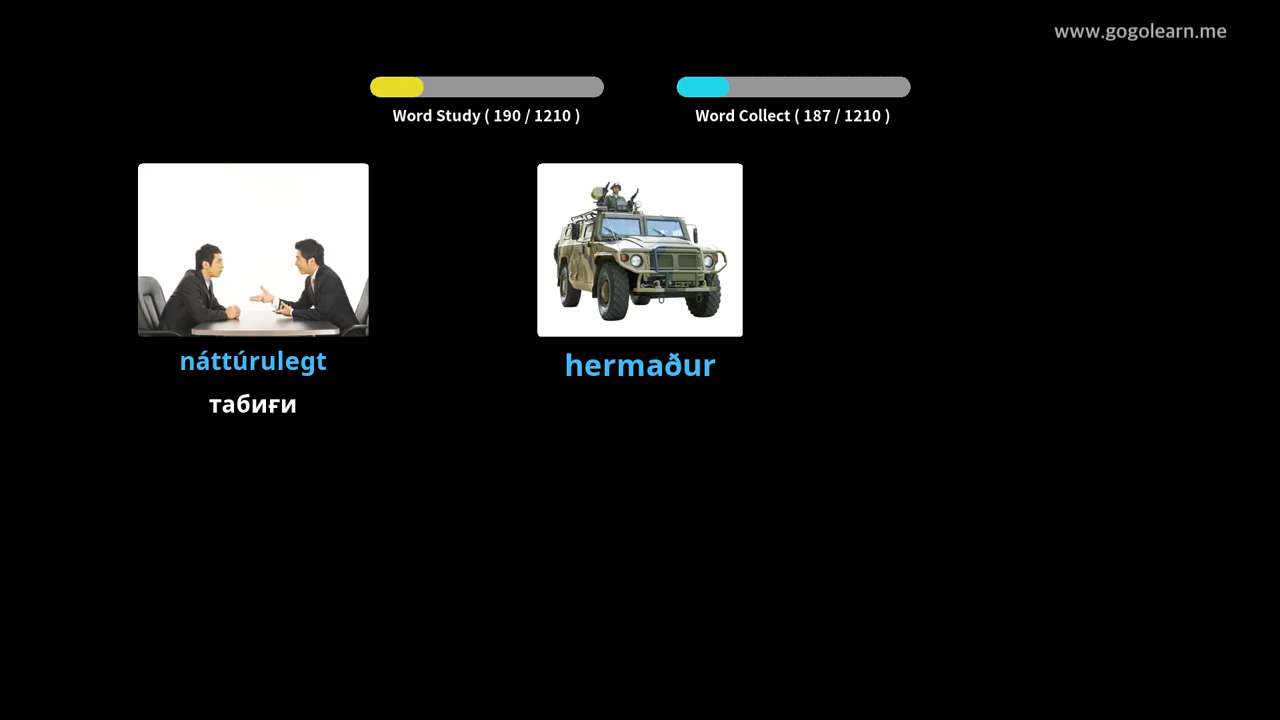 www.gogolearn.me
Word Study ( 190 / 1210 )
Word Collect ( 187 / 1210 )
náttúrulegt
табиғи
hermaður